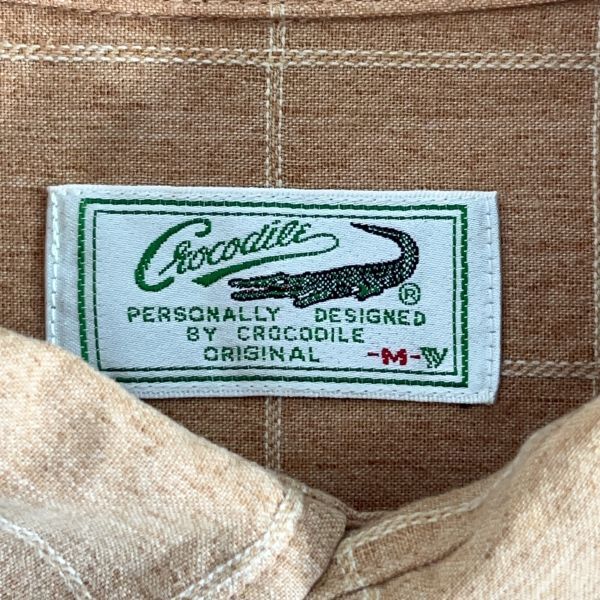 Crocodile
®
PERSONALLY DESIGNED
BY CROCODILE
ORIGINAL -M-